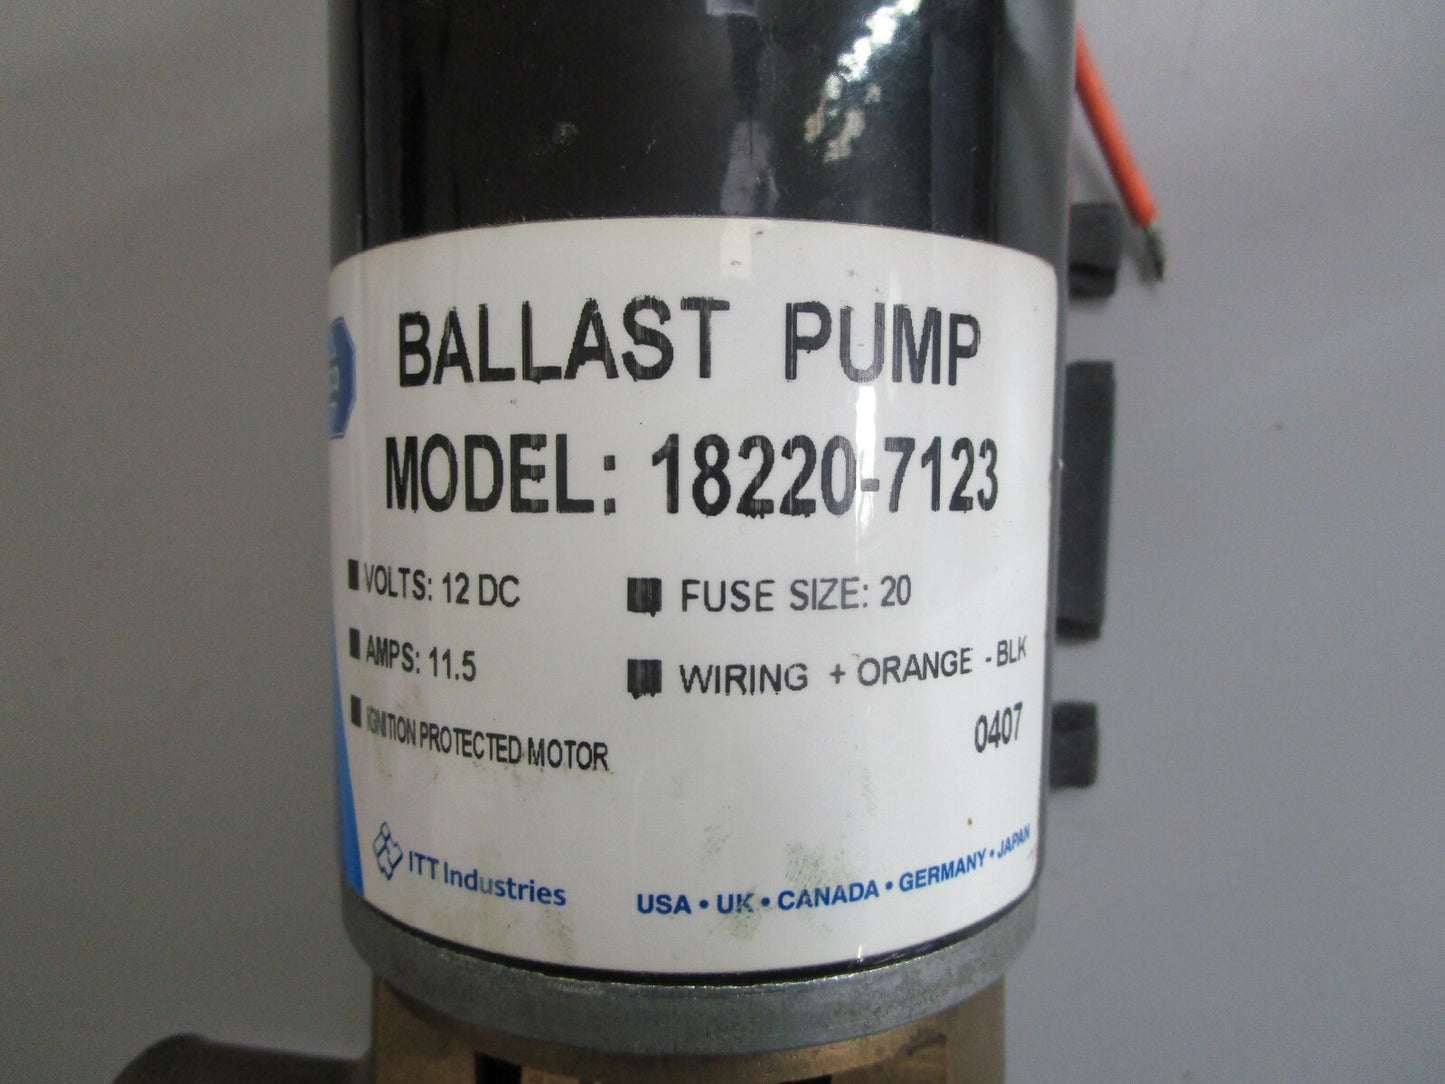 BALLAST PUMP
MODEL: 18220-7123
VOLTS: 12 DC
FUSE SIZE: 20
AMPS: 11.5
WIRING + ORANGE - BLK
IGNITION PROTECTED MOTOR
0407
ITT Industries
USA • UK • CANADA • GERMANY • JAPAN